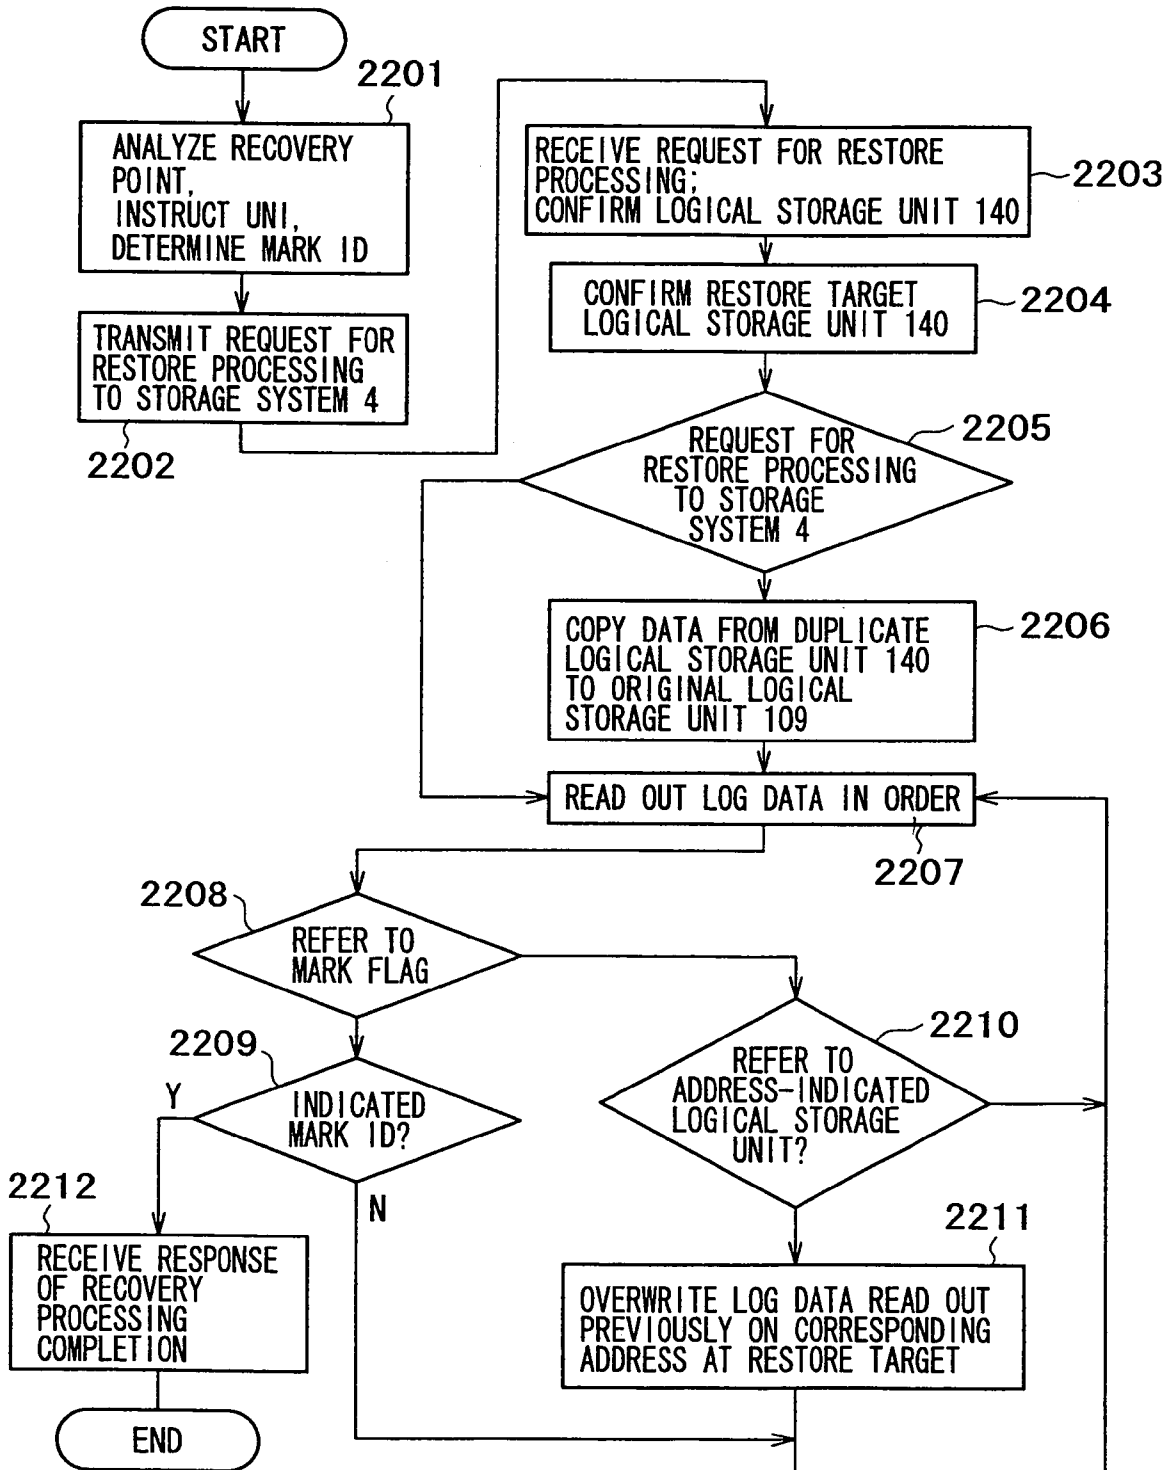 START
2201
ANALYZE RECOVERY
POINT,
INSTRUCT UNI,
DETERMINE MARK ID
TRANSMIT REQUEST FOR
RESTORE PROCESSING
TO STORAGE SYSTEM 4
2202
RECEIVE REQUEST FOR RESTORE
PROCESSING;
CONFIRM LOGICAL STORAGE UNIT 140
2203
CONFIRM RESTORE TARGET
LOGICAL STORAGE UNIT 140
2204
REQUEST FOR
RESTORE PROCESSING
TO STORAGE
SYSTEM 4
2205
COPY DATA FROM DUPLICATE
LOGICAL STORAGE UNIT 140
TO ORIGINAL LOGICAL
STORAGE UNIT 109
2206
READ OUT LOG DATA IN ORDER
2207
2208
REFER TO
MARK FLAG
2209
INDICATED
MARK ID?
Y
N
2210
REFER TO
ADDRESS-INDICATED
LOGICAL STORAGE
UNIT?
2211
OVERWRITE LOG DATA READ OUT
PREVIOUSLY ON CORRESPONDING
ADDRESS AT RESTORE TARGET
2212
RECEIVE RESPONSE
OF RECOVERY
PROCESSING
COMPLETION
END